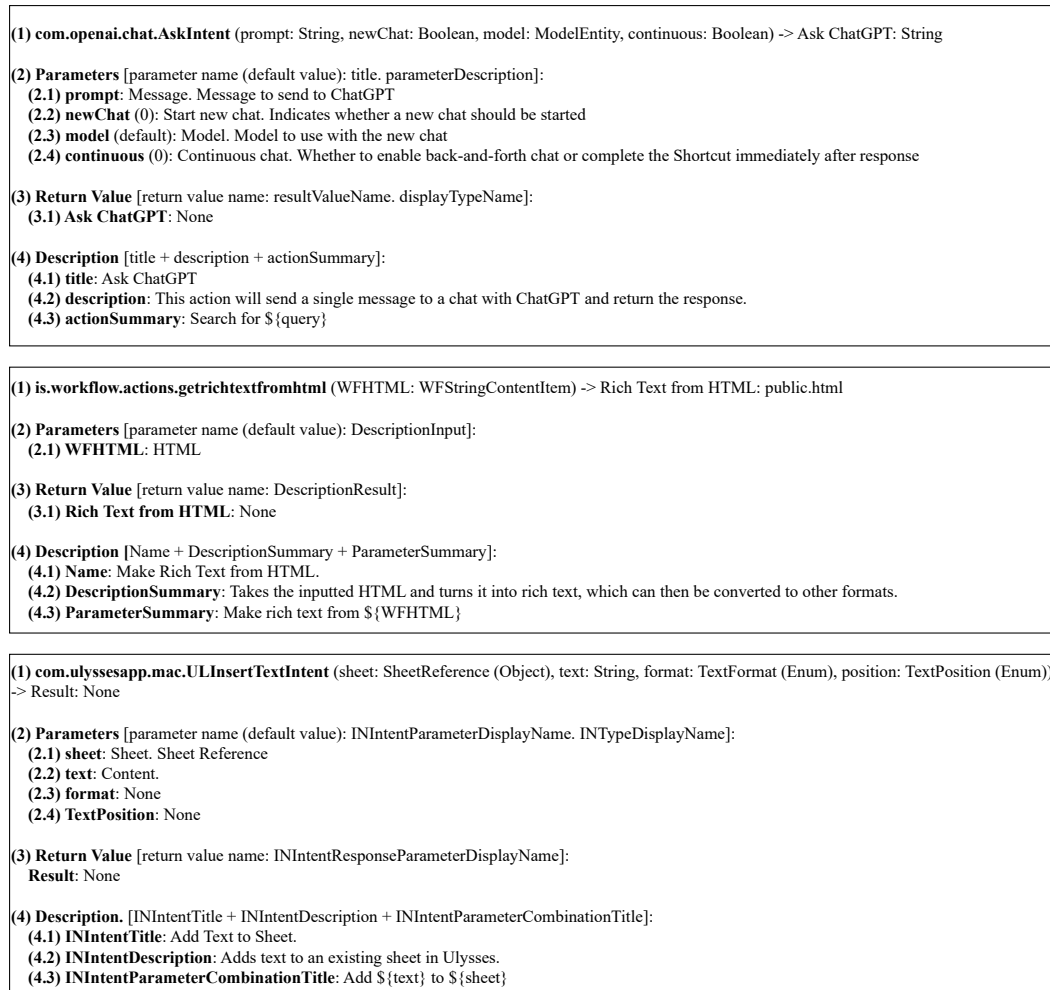 (1) com.openai.chat.AskIntent (prompt: String, newChat: Boolean, model: ModelEntity, continuous: Boolean) -> Ask ChatGPT: String
(2) Parameters [parameter name (default value): title. parameterDescription]:
(2.1) prompt: Message. Message to send to ChatGPT
(2.2) newChat (0): Start new chat. Indicates whether a new chat should be started
(2.3) model (default): Model. Model to use with the new chat
(2.4) continuous (0): Continuous chat. Whether to enable back-and-forth chat or complete the Shortcut immediately after response
(3) Return Value [return value name: resultValueName. displayTypeName]:
(3.1) Ask ChatGPT: None
(4) Description [title + description + actionSummary]:
(4.1) title: Ask ChatGPT
(4.2) description: This action will send a single message to a chat with ChatGPT and return the response.
(4.3) actionSummary: Search for ${query}
(1) is.workflow.actions.getrichtextfromhtml (WFHTML: WFStringContentItem) -> Rich Text from HTML: public.html
(2) Parameters [parameter name (default value): DescriptionInput]:
(2.1) WFHTML: HTML
(3) Return Value [return value name: DescriptionResult]:
(3.1) Rich Text from HTML: None
(4) Description [Name + DescriptionSummary + ParameterSummary]:
(4.1) Name: Make Rich Text from HTML.
(4.2) DescriptionSummary: Takes the inputted HTML and turns it into rich text, which can then be converted to other formats.
(4.3) ParameterSummary: Make rich text from ${WFHTML}
(1) com.ulyssesapp.mac.ULInsertTextIntent (sheet: SheetReference (Object), text: String, format: TextFormat (Enum), position: TextPosition (Enum))
-> Result: None
(2) Parameters [parameter name (default value): INIntentParameterDisplayName. INTypeDisplayName]:
(2.1) sheet: Sheet. Sheet Reference
(2.2) text: Content.
(2.3) format: None
(2.4) TextPosition: None
(3) Return Value [return value name: INIntentResponseParameterDisplayName]:
Result: None
(4) Description. [INIntentTitle + INIntentDescription + INIntentParameterCombinationTitle]:
(4.1) INIntentTitle: Add Text to Sheet.
(4.2) INIntentDescription: Adds text to an existing sheet in Ulysses.
(4.3) INIntentParameterCombinationTitle: Add ${text} to ${sheet}